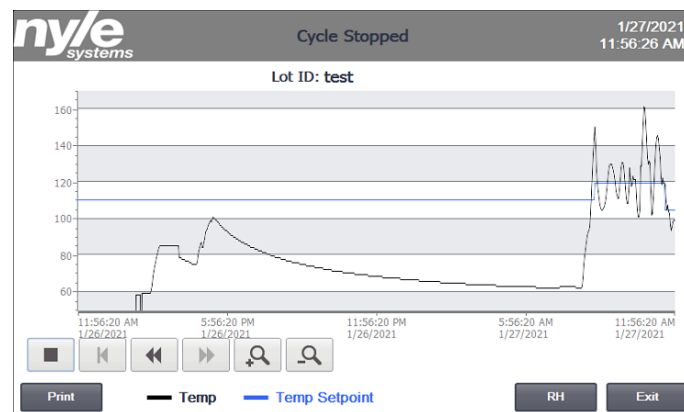 nyle
systems
Cycle Stopped
1/27/2021
11:56:26 AM
Lot ID: test
160
140
120
100
80
60
11:56:20 AM
1/26/2021
5:56:20 PM
1/26/2021
11:56:20 PM
1/26/2021
5:56:20 AM
1/27/2021
11:56:20 AM
1/27/2021
Print
Temp
Temp Setpoint
RH
Exit